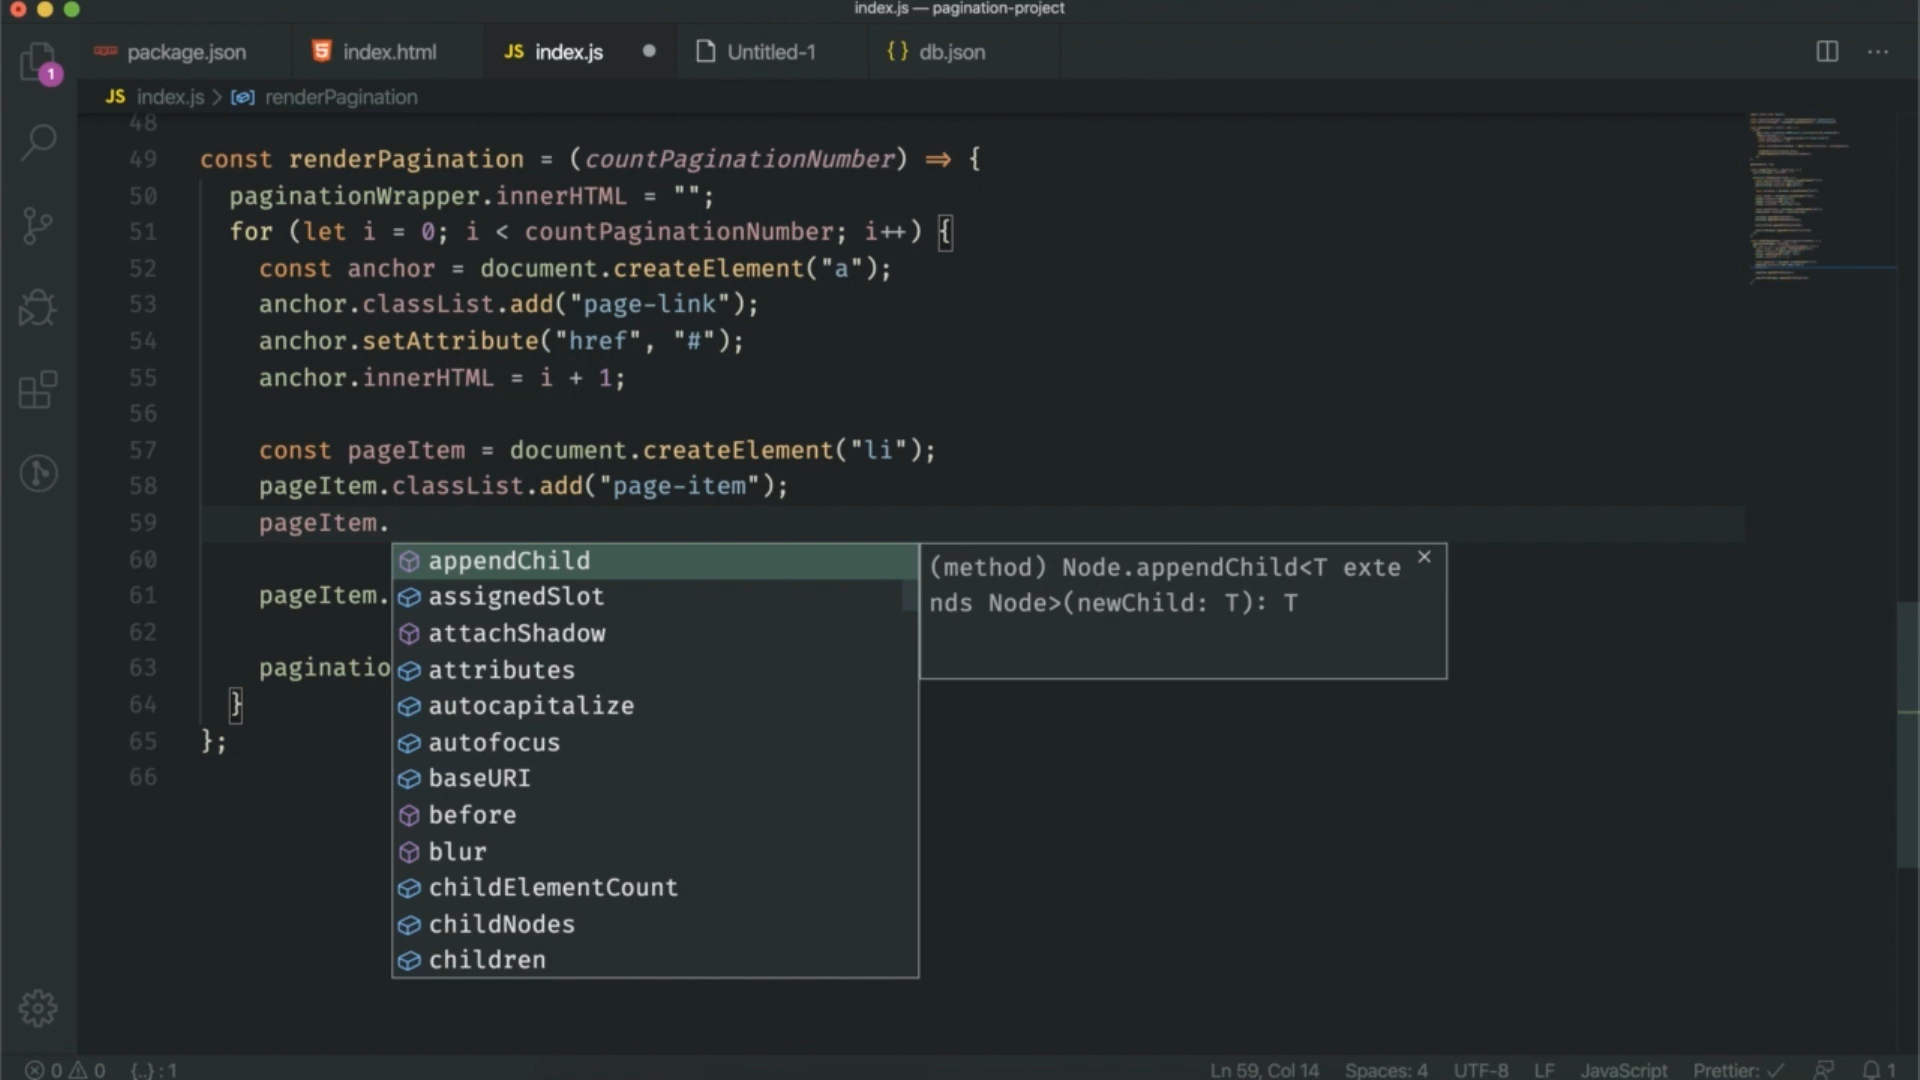 index.js — pagination-project
package.json
index.html
JS index.js
Untitled-1
{ } db.json
1
JS index.js > renderPagination
48
49 const renderPagination = (countPaginationNumber) => {
50 paginationWrapper.innerHTML = "";
51 for (let i = 0; i < countPaginationNumber; i++) {
52 const anchor = document.createElement("a");
53 anchor.classList.add("page-link");
54 anchor.setAttribute("href", "#");
55 anchor.innerHTML = i + 1;
56
57 const pageItem = document.createElement("li");
58 pageItem.classList.add("page-item");
59 pageItem.
60
61 pageItem.
62
63 paginatio
64 }
65 };
66
appendChild
assignedSlot
attachShadow
attributes
autocapitalize
autofocus
baseURI
before
blur
childElementCount
childNodes
children
(method) Node.appendChild<T exte
nds Node>(newChild: T): T
0 0 {..} : 1 Ln 59, Col 14 Spaces: 4 UTF-8 LF JavaScript Prettier: ✓ 1